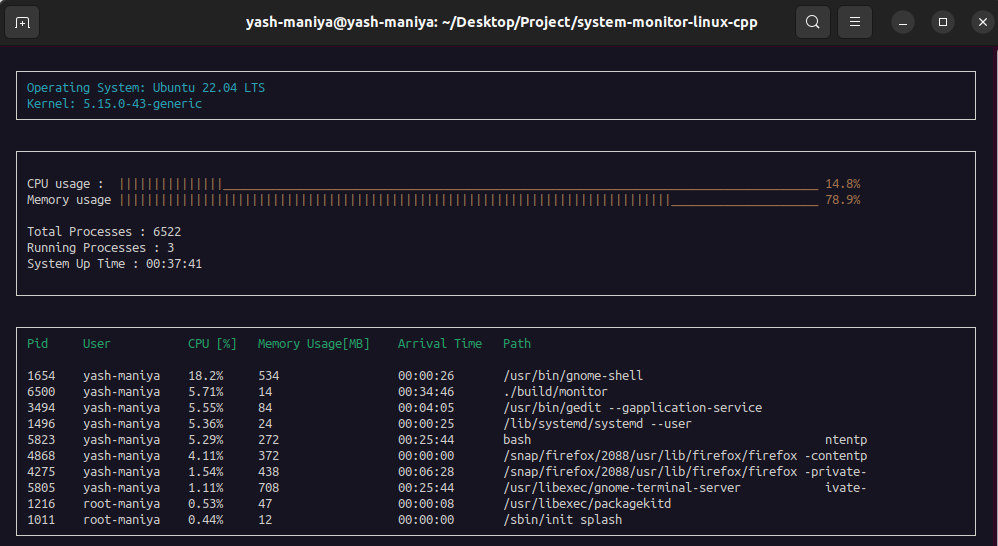 yash-maniya@yash-maniya: ~/Desktop/Project/system-monitor-linux-cpp
Operating System: Ubuntu 22.04 LTS
Kernel: 5.15.0-43-generic
CPU usage : |||||||||||||||______________________________________________________________________________________ 14.8%
Memory usage |||||||||||||||||||||||||||||||||||||||||||||||||||||||||||||||||||||||||||||||_____________________ 78.9%
Total Processes : 6522
Running Processes : 3
System Up Time : 00:37:41
Pid User CPU [%] Memory Usage[MB] Arrival Time Path
1654 yash-maniya 18.2% 534 00:00:26 /usr/bin/gnome-shell
6500 yash-maniya 5.71% 14 00:34:46 ./build/monitor
3494 yash-maniya 5.55% 84 00:04:05 /usr/bin/gedit --gapplication-service
1496 yash-maniya 5.36% 24 00:00:25 /lib/systemd/systemd --user
5823 yash-maniya 5.29% 272 00:25:44 bash ntentp
4868 yash-maniya 4.11% 372 00:00:00 /snap/firefox/2088/usr/lib/firefox/firefox -contentp
4275 yash-maniya 1.54% 438 00:06:28 /snap/firefox/2088/usr/lib/firefox/firefox -private-
5805 yash-maniya 1.11% 708 00:25:44 /usr/libexec/gnome-terminal-server ivate-
1216 root-maniya 0.53% 47 00:00:08 /usr/libexec/packagekitd
1011 root-maniya 0.44% 12 00:00:00 /sbin/init splash